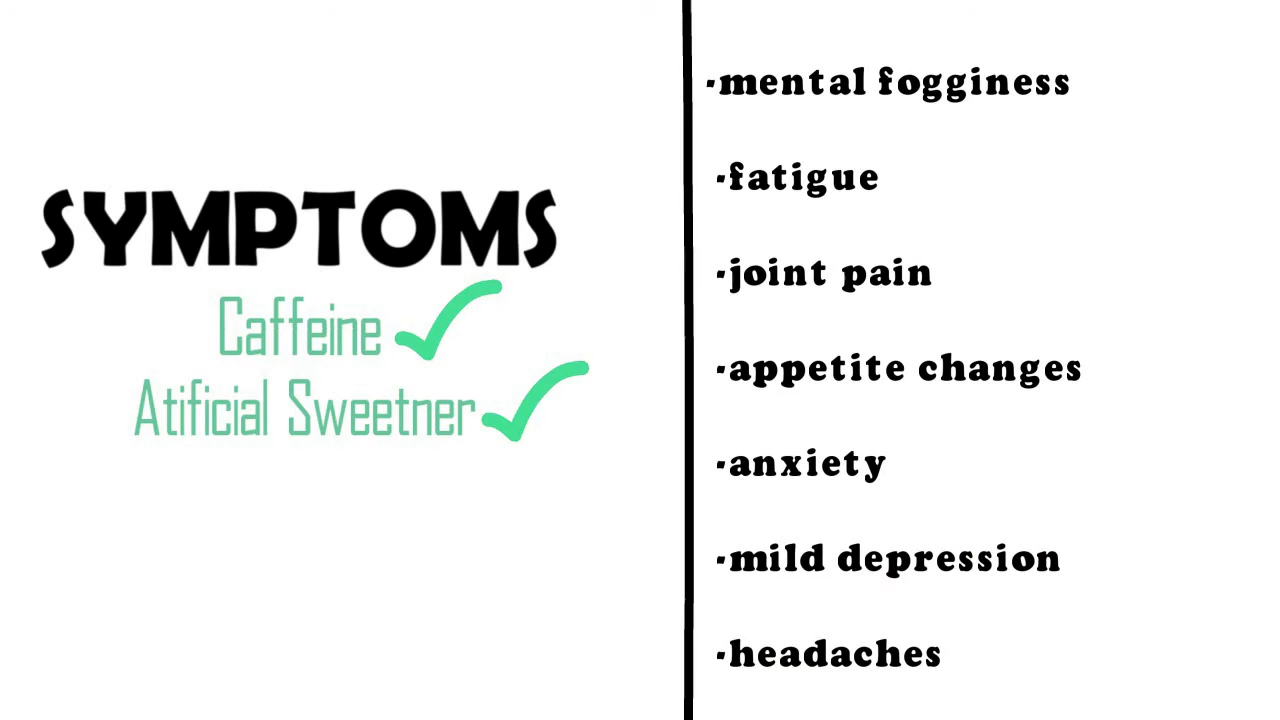 SYMPTOMS
Caffeine
Atificial Sweetner
-mental fogginess
-fatigue
-joint pain
-appetite changes
-anxiety
-mild depression
-headaches